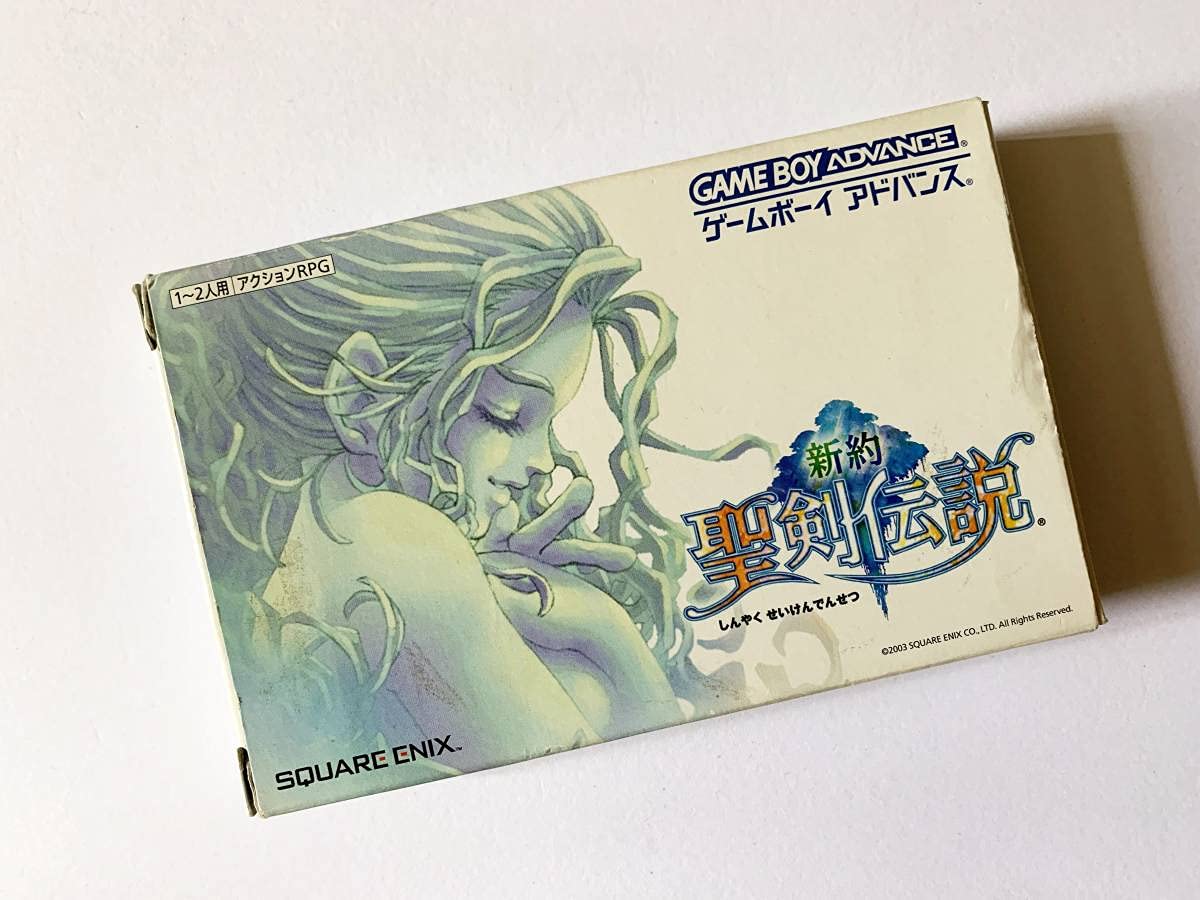 GAME BOY ADVANCE®
ゲームボーイ アドバンス®
1～2人用 アクションRPG
新約
聖剣伝説®
しんやく せいけんでんせつ
©2003 SQUARE ENIX CO., LTD. All Rights Reserved.
SQUARE ENIX™